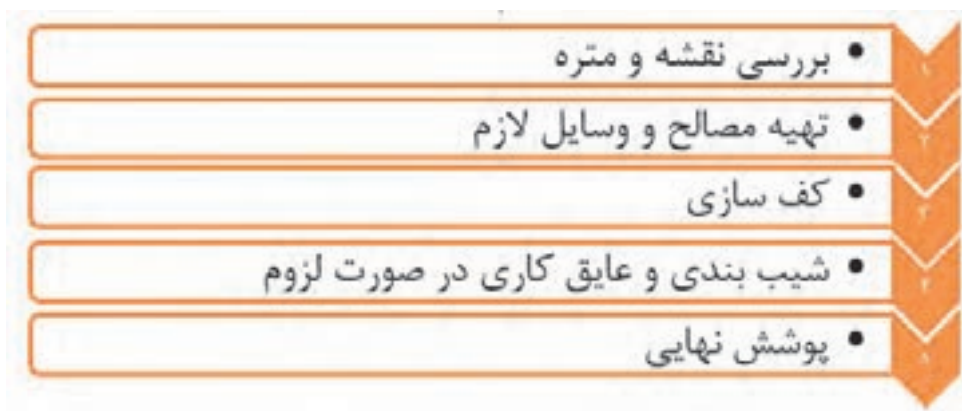 • بررسی نقشه و متره
• تهیه مصالح و وسایل لازم
• کف سازی
• شیب بندی و عایق کاری در صورت لزوم
• پوشش نهایی